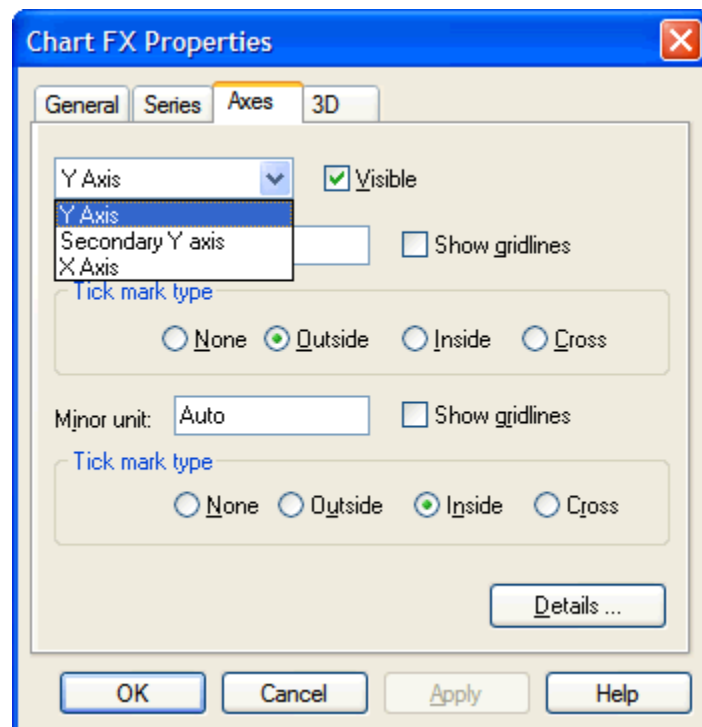 Chart FX Properties
General Series Axes 3D
Y Axis Visible
Y Axis
Secondary Y axis Show gridlines
X Axis
Tick mark type
None Outside Inside Cross
Minor unit: Auto Show gridlines
Tick mark type
None Outside Inside Cross
Details ...
OK Cancel Apply Help